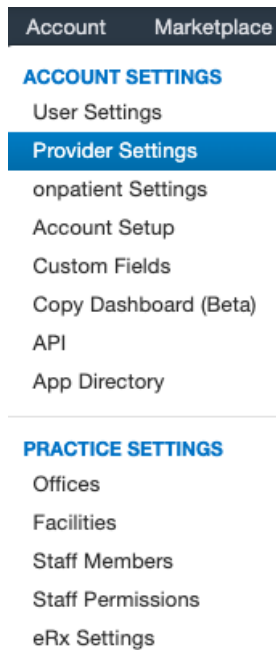 Account Marketplace
ACCOUNT SETTINGS
User Settings
Provider Settings
onpatient Settings
Account Setup
Custom Fields
Copy Dashboard (Beta)
API
App Directory
PRACTICE SETTINGS
Offices
Facilities
Staff Members
Staff Permissions
eRx Settings